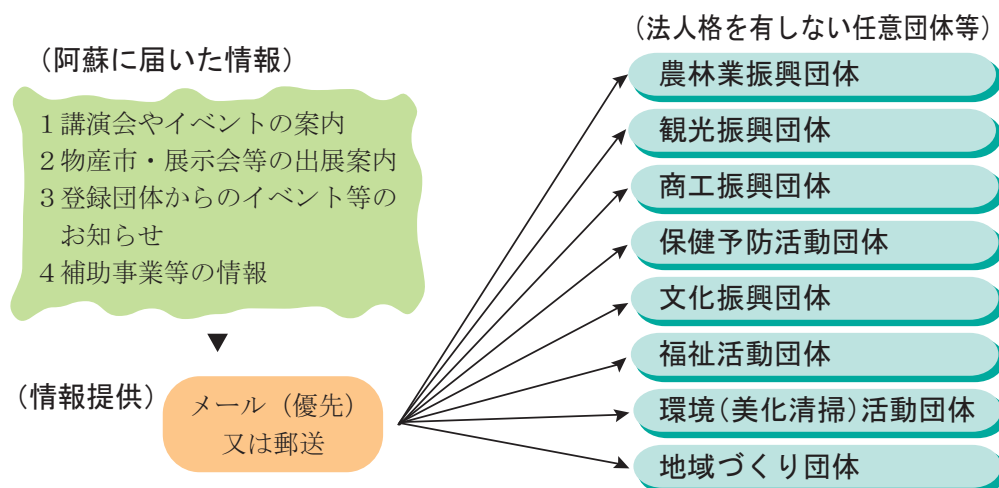 （阿蘇に届いた情報）
１講演会やイベントの案内
２物産市・展示会等の出展案内
３登録団体からのイベント等の
お知らせ
４補助事業等の情報
（情報提供）
メール（優先）
又は郵送
（法人格を有しない任意団体等）
農林業振興団体
観光振興団体
商工振興団体
保健予防活動団体
文化振興団体
福祉活動団体
環境（美化清掃）活動団体
地域づくり団体